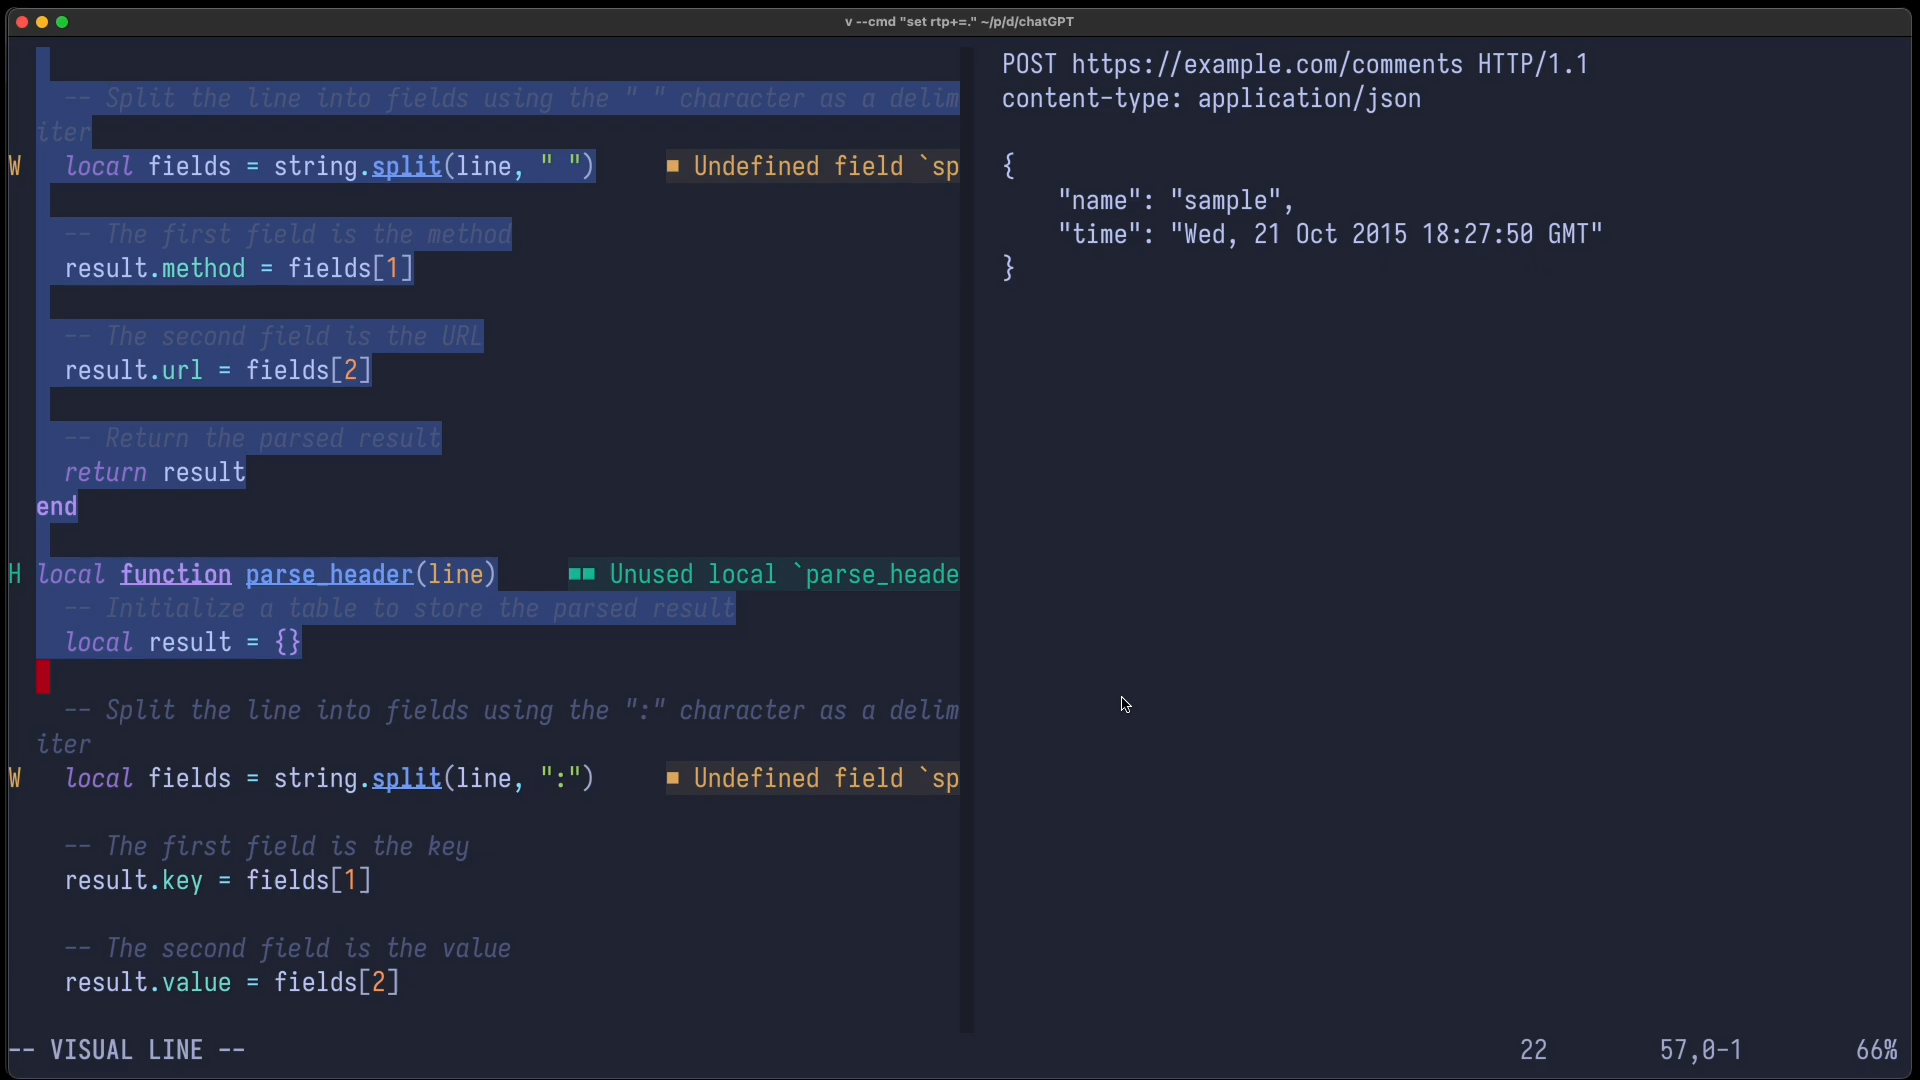 v --cmd "set rtp+=." ~/p/d/chatGPT
-- Split the line into fields using the " " character as a delim
iter
W local fields = string.split(line, " ") ■ Undefined field `sp
-- The first field is the method
result.method = fields[1]
-- The second field is the URL
result.url = fields[2]
-- Return the parsed result
return result
end
H local function parse_header(line) ■■ Unused local `parse_heade
-- Initialize a table to store the parsed result
local result = {}
-- Split the line into fields using the ":" character as a delim
iter
W local fields = string.split(line, ":") ■ Undefined field `sp
-- The first field is the key
result.key = fields[1]
-- The second field is the value
result.value = fields[2]
POST https://example.com/comments HTTP/1.1
content-type: application/json
{
"name": "sample",
"time": "Wed, 21 Oct 2015 18:27:50 GMT"
}
-- VISUAL LINE -- 22 57,0-1 66%